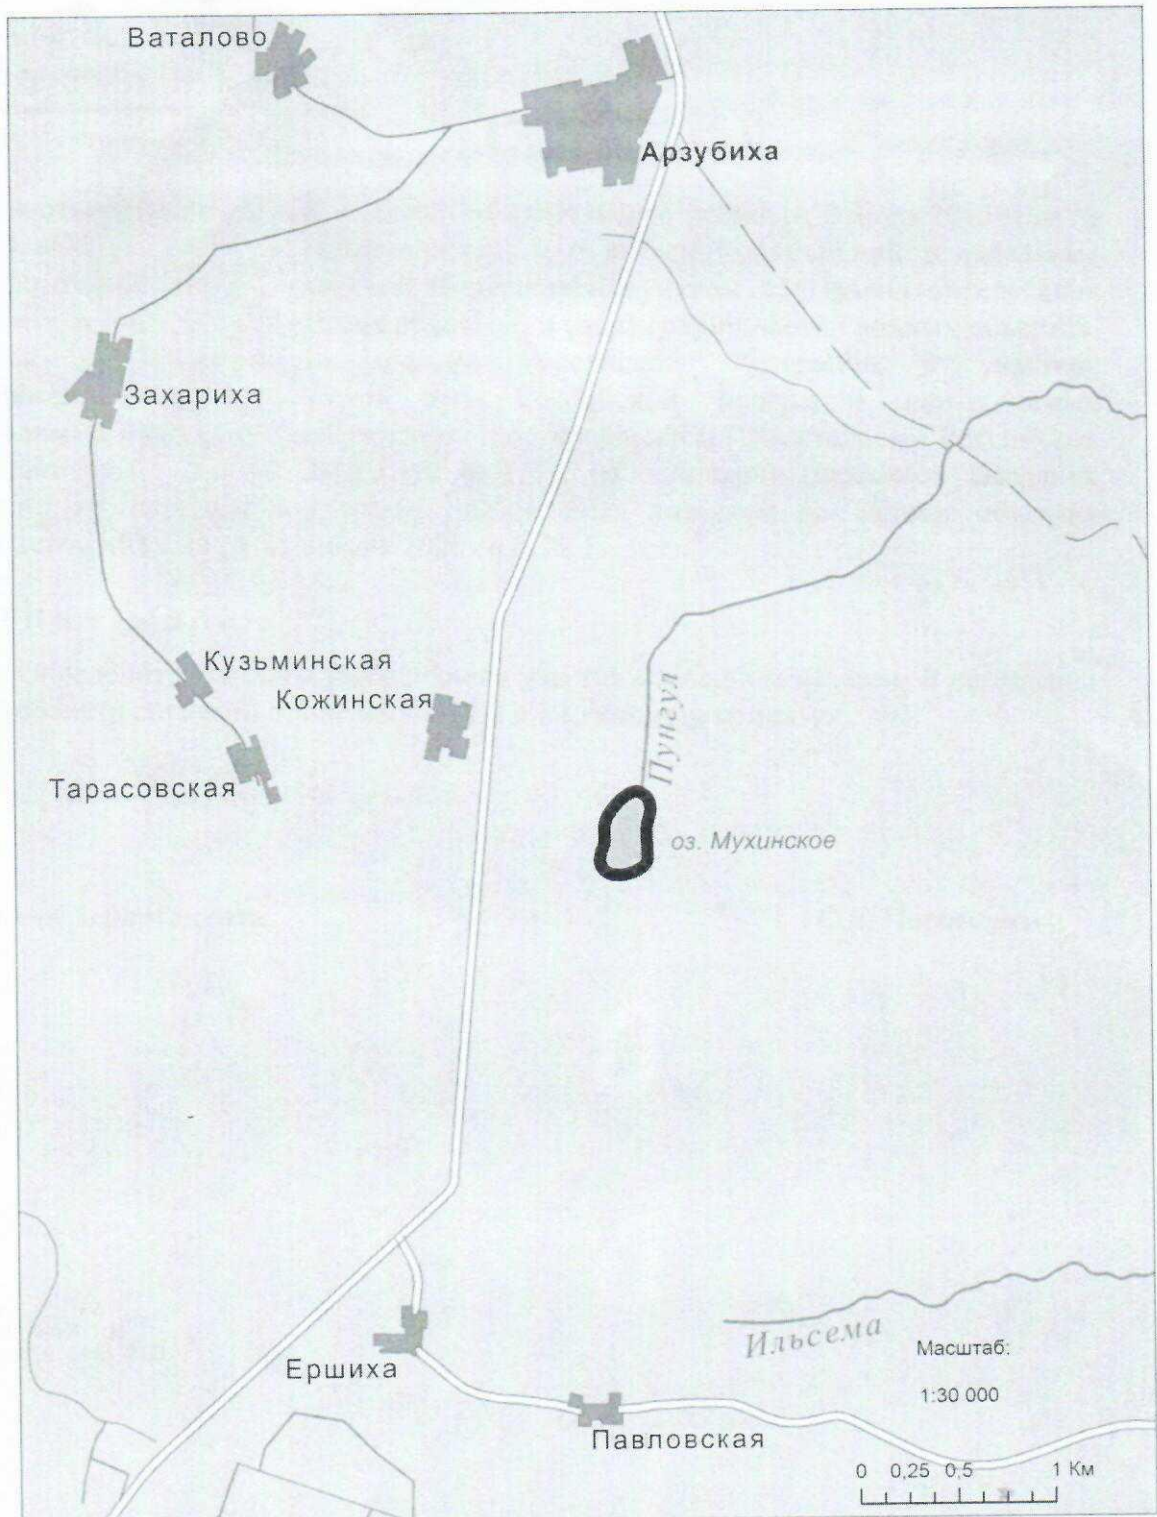 Ваталово
Арзубиха
Захариха
Кузьминская
Кожинская
Пунгул
Тарасовская
оз. Мухинское
Ильсема
Масштаб:
1:30 000
Ершиха
Павловская
0 0,25 0,5 1 Км